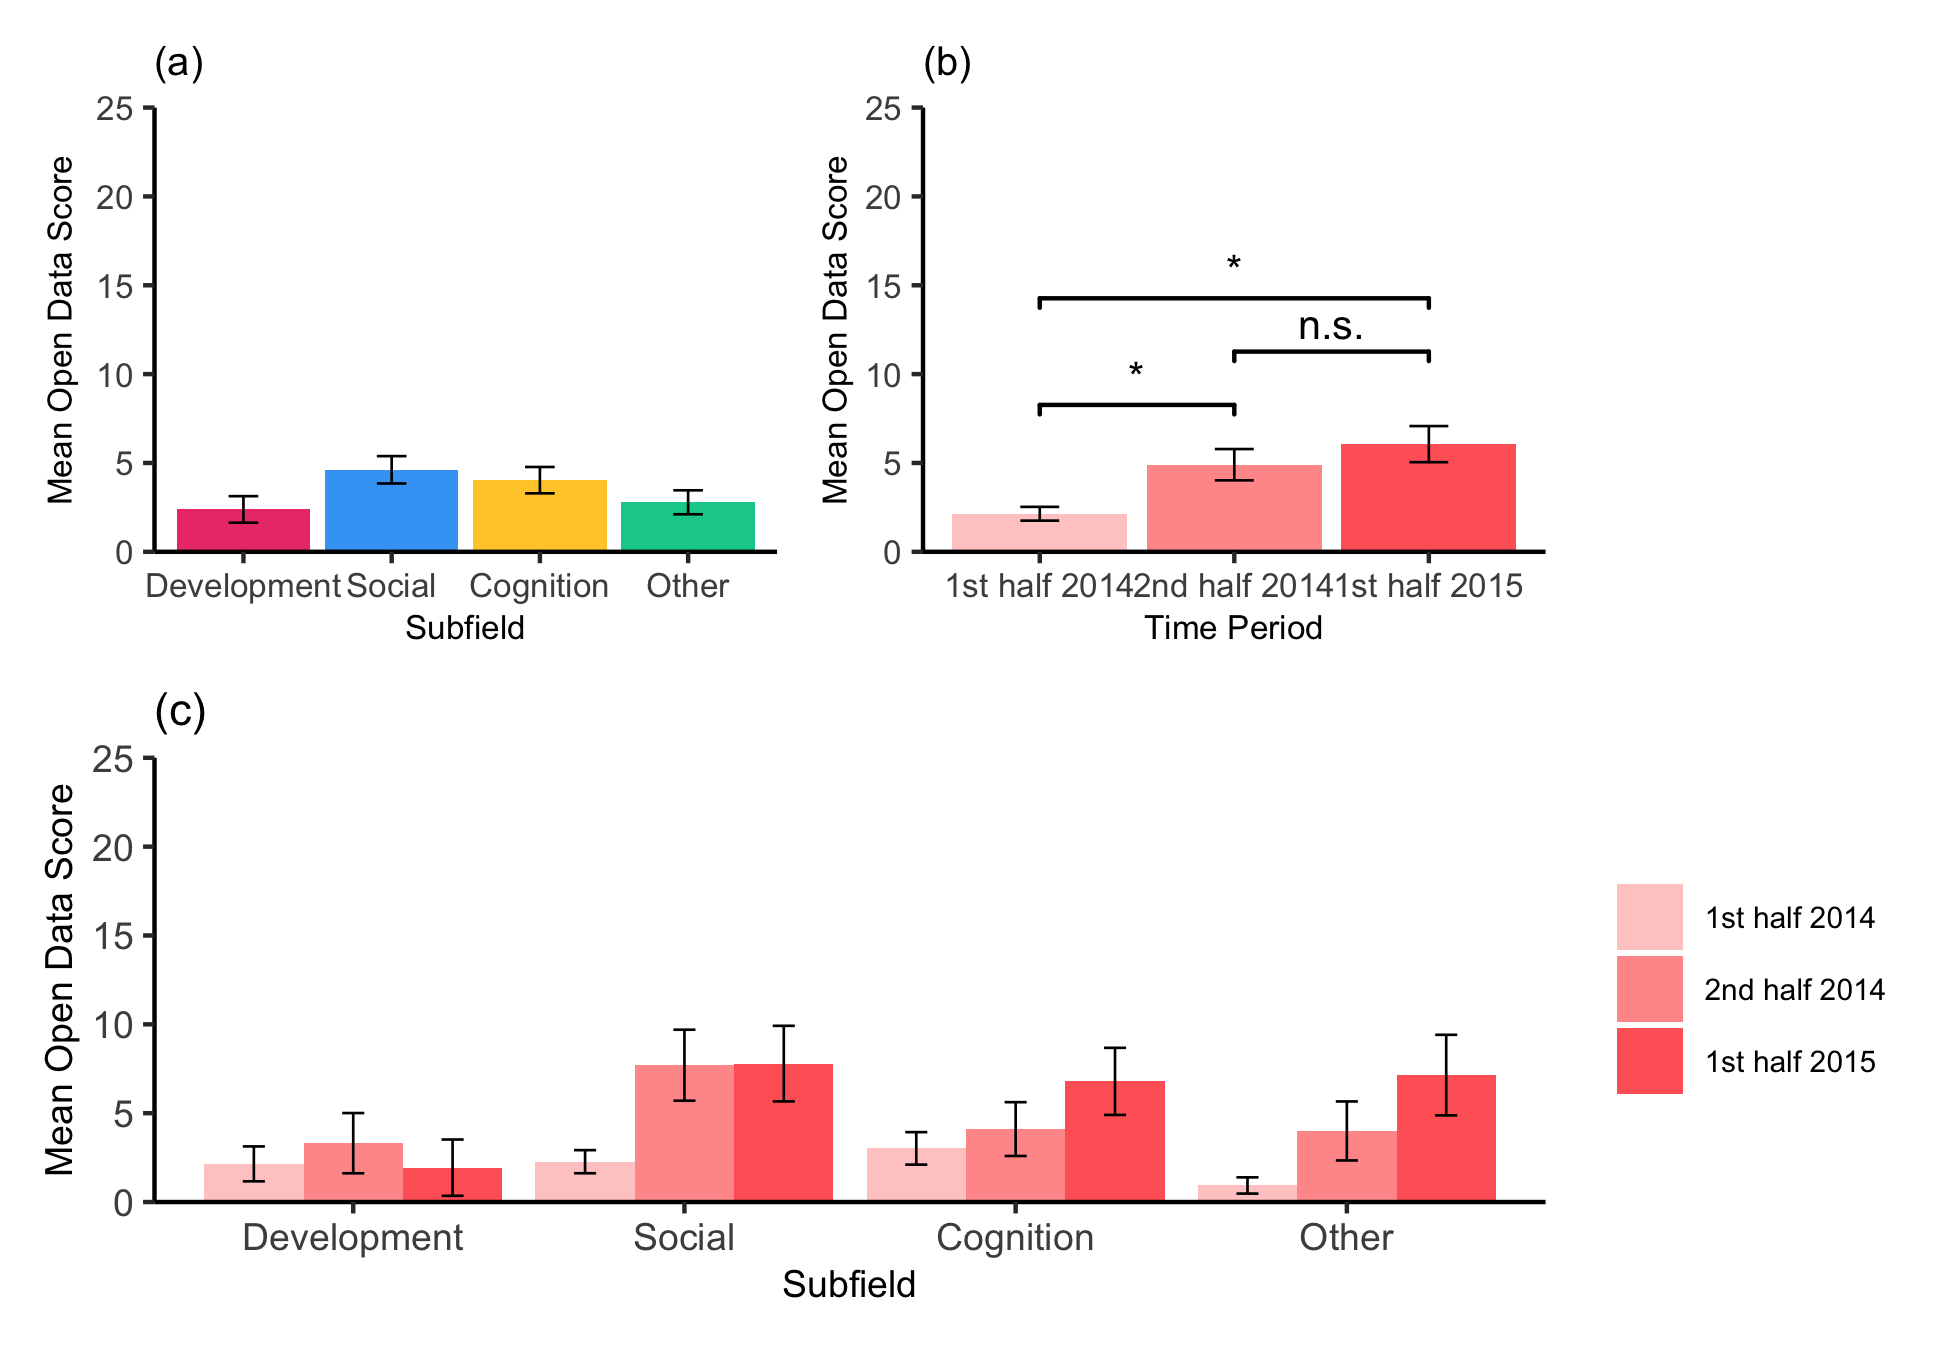 (a)
25
20
15
10
5
0
Mean Open Data Score
Development Social Cognition Other
Subfield
(b)
25
20
15
10
5
0
Mean Open Data Score
*
n.s.
*
1st half 2014 2nd half 2014 1st half 2015
Time Period
(c)
25
20
15
10
5
0
Mean Open Data Score
Development Social Cognition Other
Subfield
1st half 2014
2nd half 2014
1st half 2015